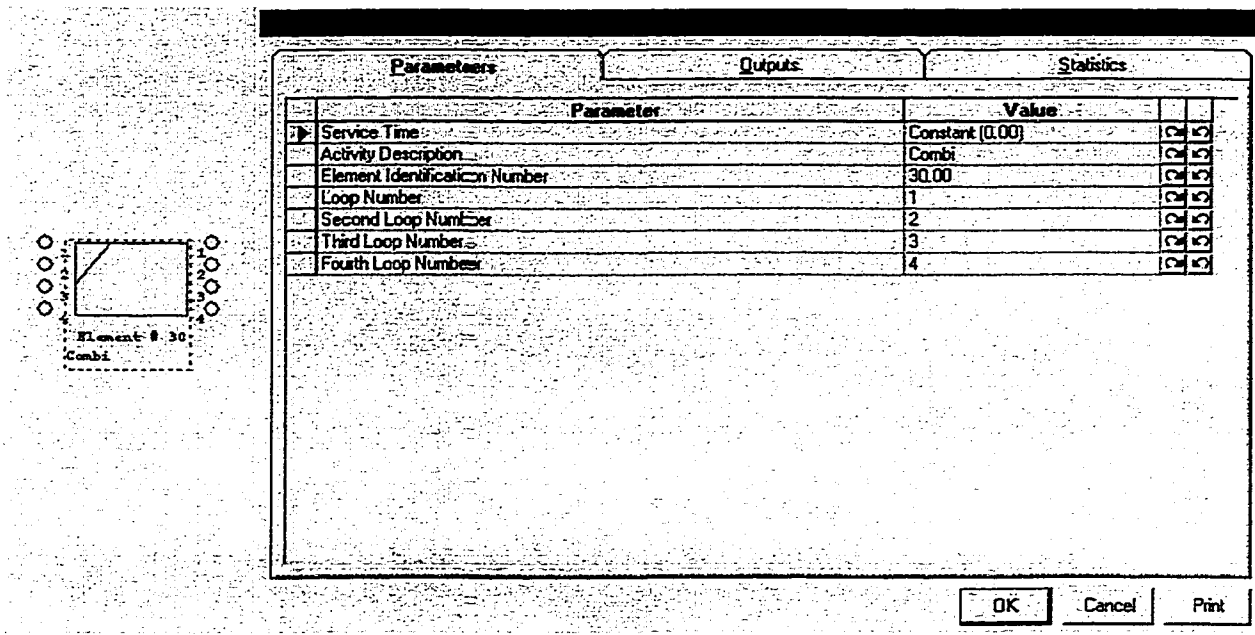 Parameters Outputs Statistics
Parameter Value
Service Time Constant (0.00)
Activity Description Combi
Element Identification Number 30.00
Loop Number 1
Second Loop Number 2
Third Loop Number 3
Fourth Loop Number 4
1 1
2 2
3 3
4 4
Element # 30
Combi
OK Cancel Print